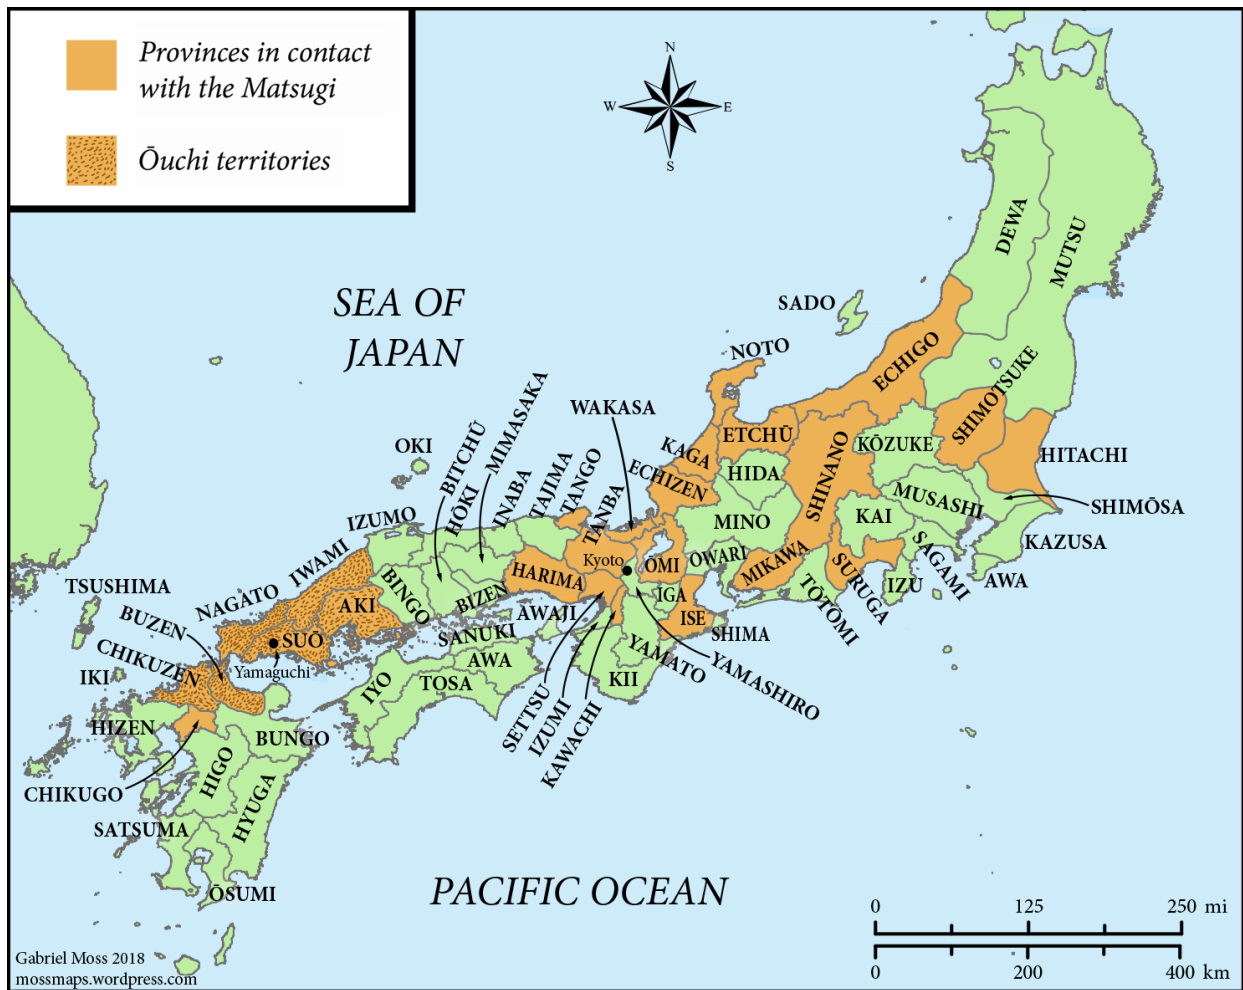 Provinces in contact
with the Matsugi
Ōuchi territories
N
W
E
S
SEA OF
JAPAN
PACIFIC OCEAN
DEWA
MUTSU
SADO
ECHIGO
NOTO
SHIMOTSUKE
WAKASA
ETCHŪ
KŌZUKE
HITACHI
KAGA
HIDA
SHINANO
ECHIZEN
MUSASHI
SHIMŌSA
OKI
BITCHŪ
HŌKI
MIMASAKA
INABA
TAJIMA
TANGO
TANBA
MINO
KAI
KAZUSA
IZUMO
Kyoto
ŌMI
OWARI
MIKAWA
SURUGA
IZU
SAGAMI
AWA
TŌTŌMI
IWAMI
BINGO
HARIMA
BIZEN
IGA
ISE
SHIMA
TSUSHIMA
NAGATO
AKI
AWAJI
BUZEN
SUŌ
Yamaguchi
SANUKI
AWA
YAMATO
YAMASHIRO
CHIKUZEN
IKI
IYO
TOSA
KII
SETTSU
IZUMI
KAWACHI
HIZEN
BUNGO
CHIKUGO
HIGO
HYUGA
SATSUMA
ŌSUMI
0
125
250 mi
0
200
400 km
Gabriel Moss 2018
mossmaps.wordpress.com